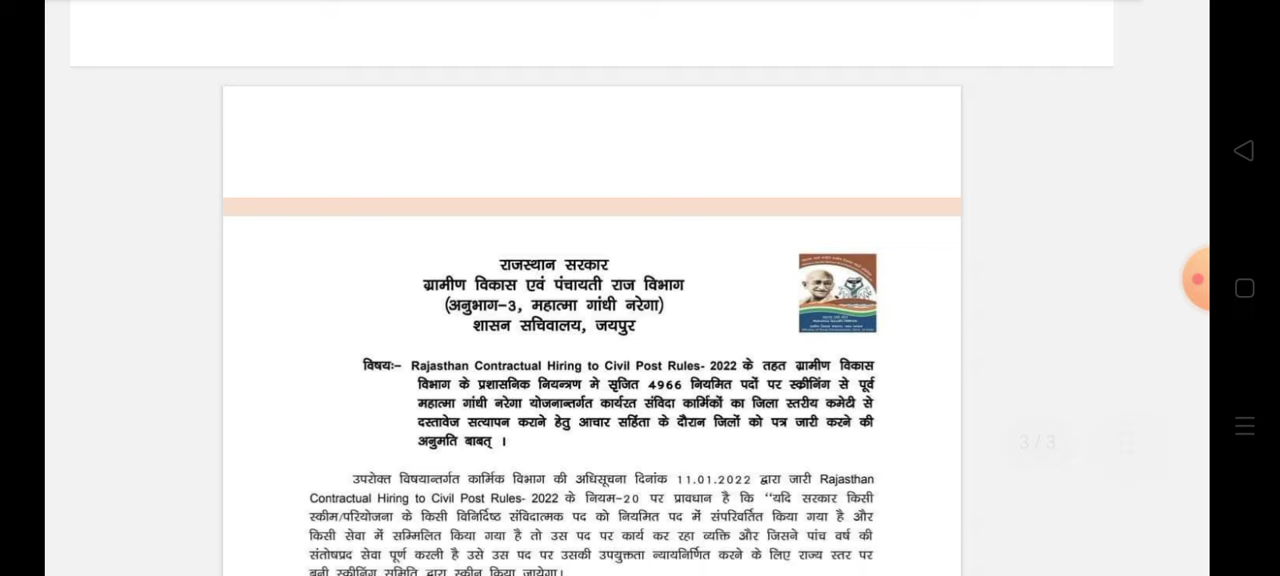 राजस्थान सरकार
ग्रामीण विकास एवं पंचायती राज विभाग
(अनुभाग-3, महात्मा गांधी नरेगा)
शासन सचिवालय, जयपुर
विषयः- Rajasthan Contractual Hiring to Civil Post Rules- 2022 के तहत ग्रामीण विकास
विभाग के प्रशासनिक नियन्त्रण मे सृजित 4966 नियमित पदों पर स्क्रीनिंग से पूर्व
महात्मा गांधी नरेगा योजनान्तर्गत कार्यरत संविदा कार्मिकों का जिला स्तरीय कमेटी से
दस्तावेज सत्यापन कराने हेतु आचार सहिंता के दौरान जिलों को पत्र जारी करने की
अनुमति बाबत् ।
उपरोक्त विषयान्तर्गत कार्मिक विभाग की अधिसूचना दिनांक 11.01.2022 द्वारा जारी Rajasthan
Contractual Hiring to Civil Post Rules- 2022 के नियम-20 पर प्रावधान है कि "यदि सरकार किसी
स्कीम/परियोजना के किसी विनिर्दिष्ट संविदात्मक पद को नियमित पद में संपरिवर्तित किया गया है और
किसी सेवा में सम्मिलित किया गया है तो उस पद पर कार्य कर रहा व्यक्ति और जिसने पांच वर्ष की
संतोषप्रद सेवा पूर्ण करली है उसे उस पद पर उसकी उपयुक्तता न्यायनिर्णित करने के लिए राज्य स्तर पर
बनी स्क्रीनिंग समिति द्वारा स्क्रीन किया जायेगा।
3/3